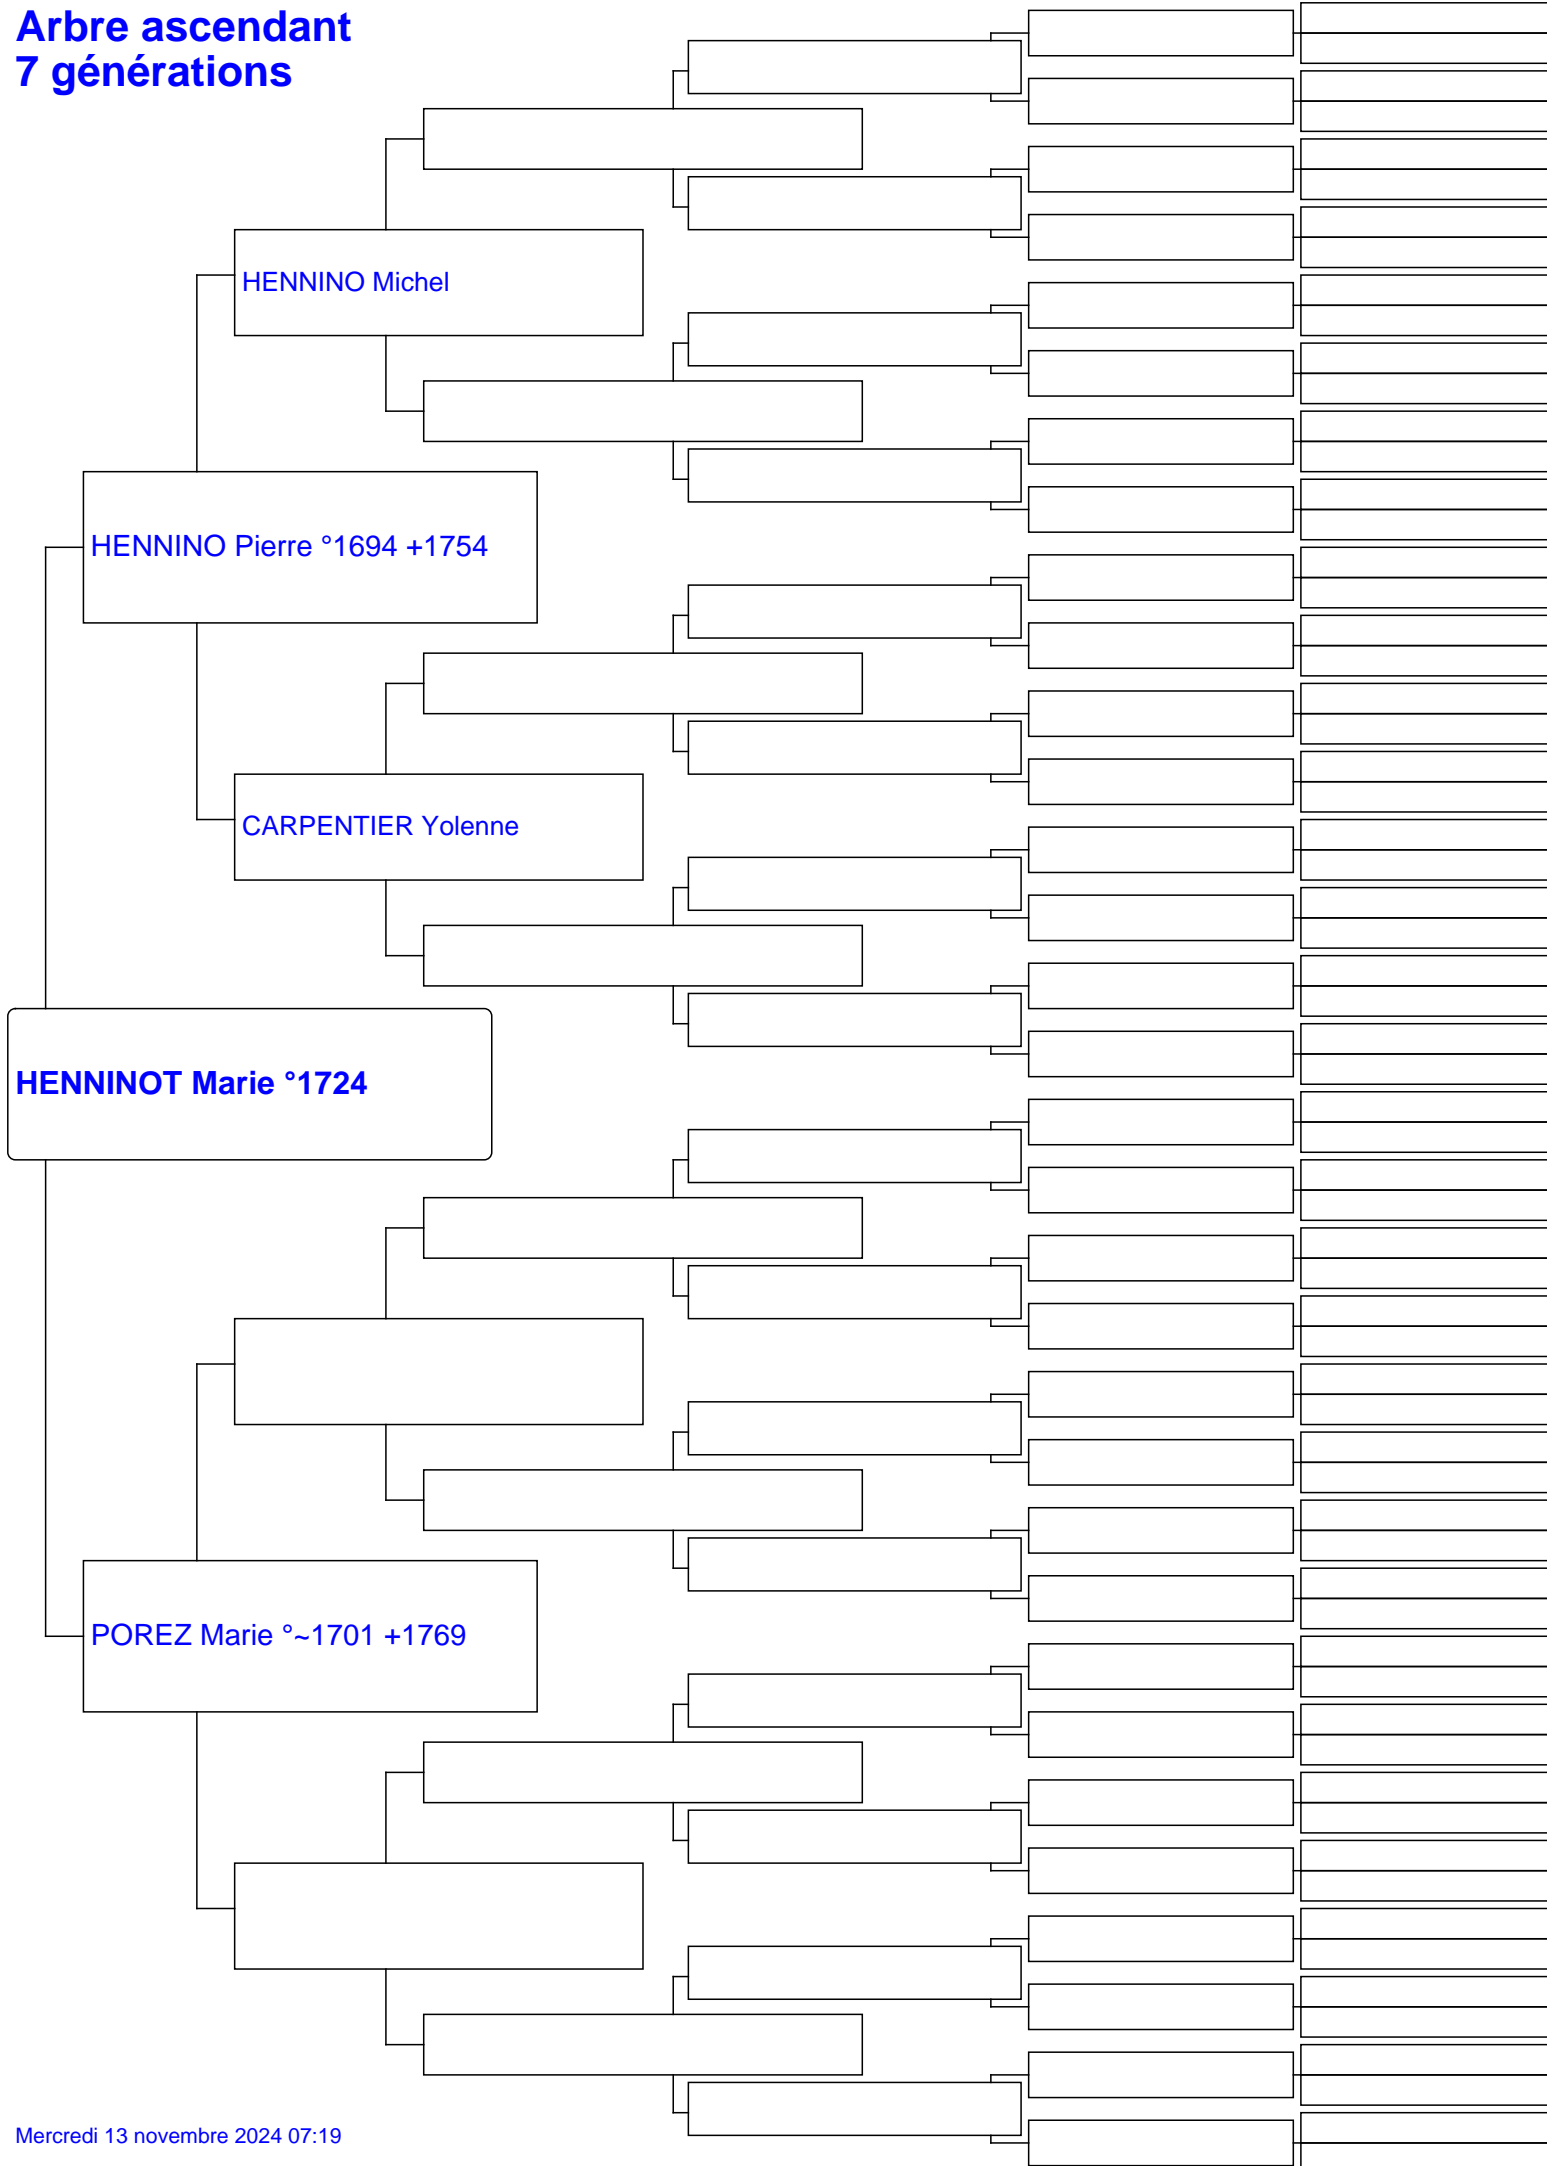 Arbre ascendant
7 générations
HENNINO Michel
HENNINO Pierre °1694 +1754
CARPENTIER Yolenne
HENNINOT Marie °1724
POREZ Marie °~1701 +1769
Mercredi 13 novembre 2024 07:19